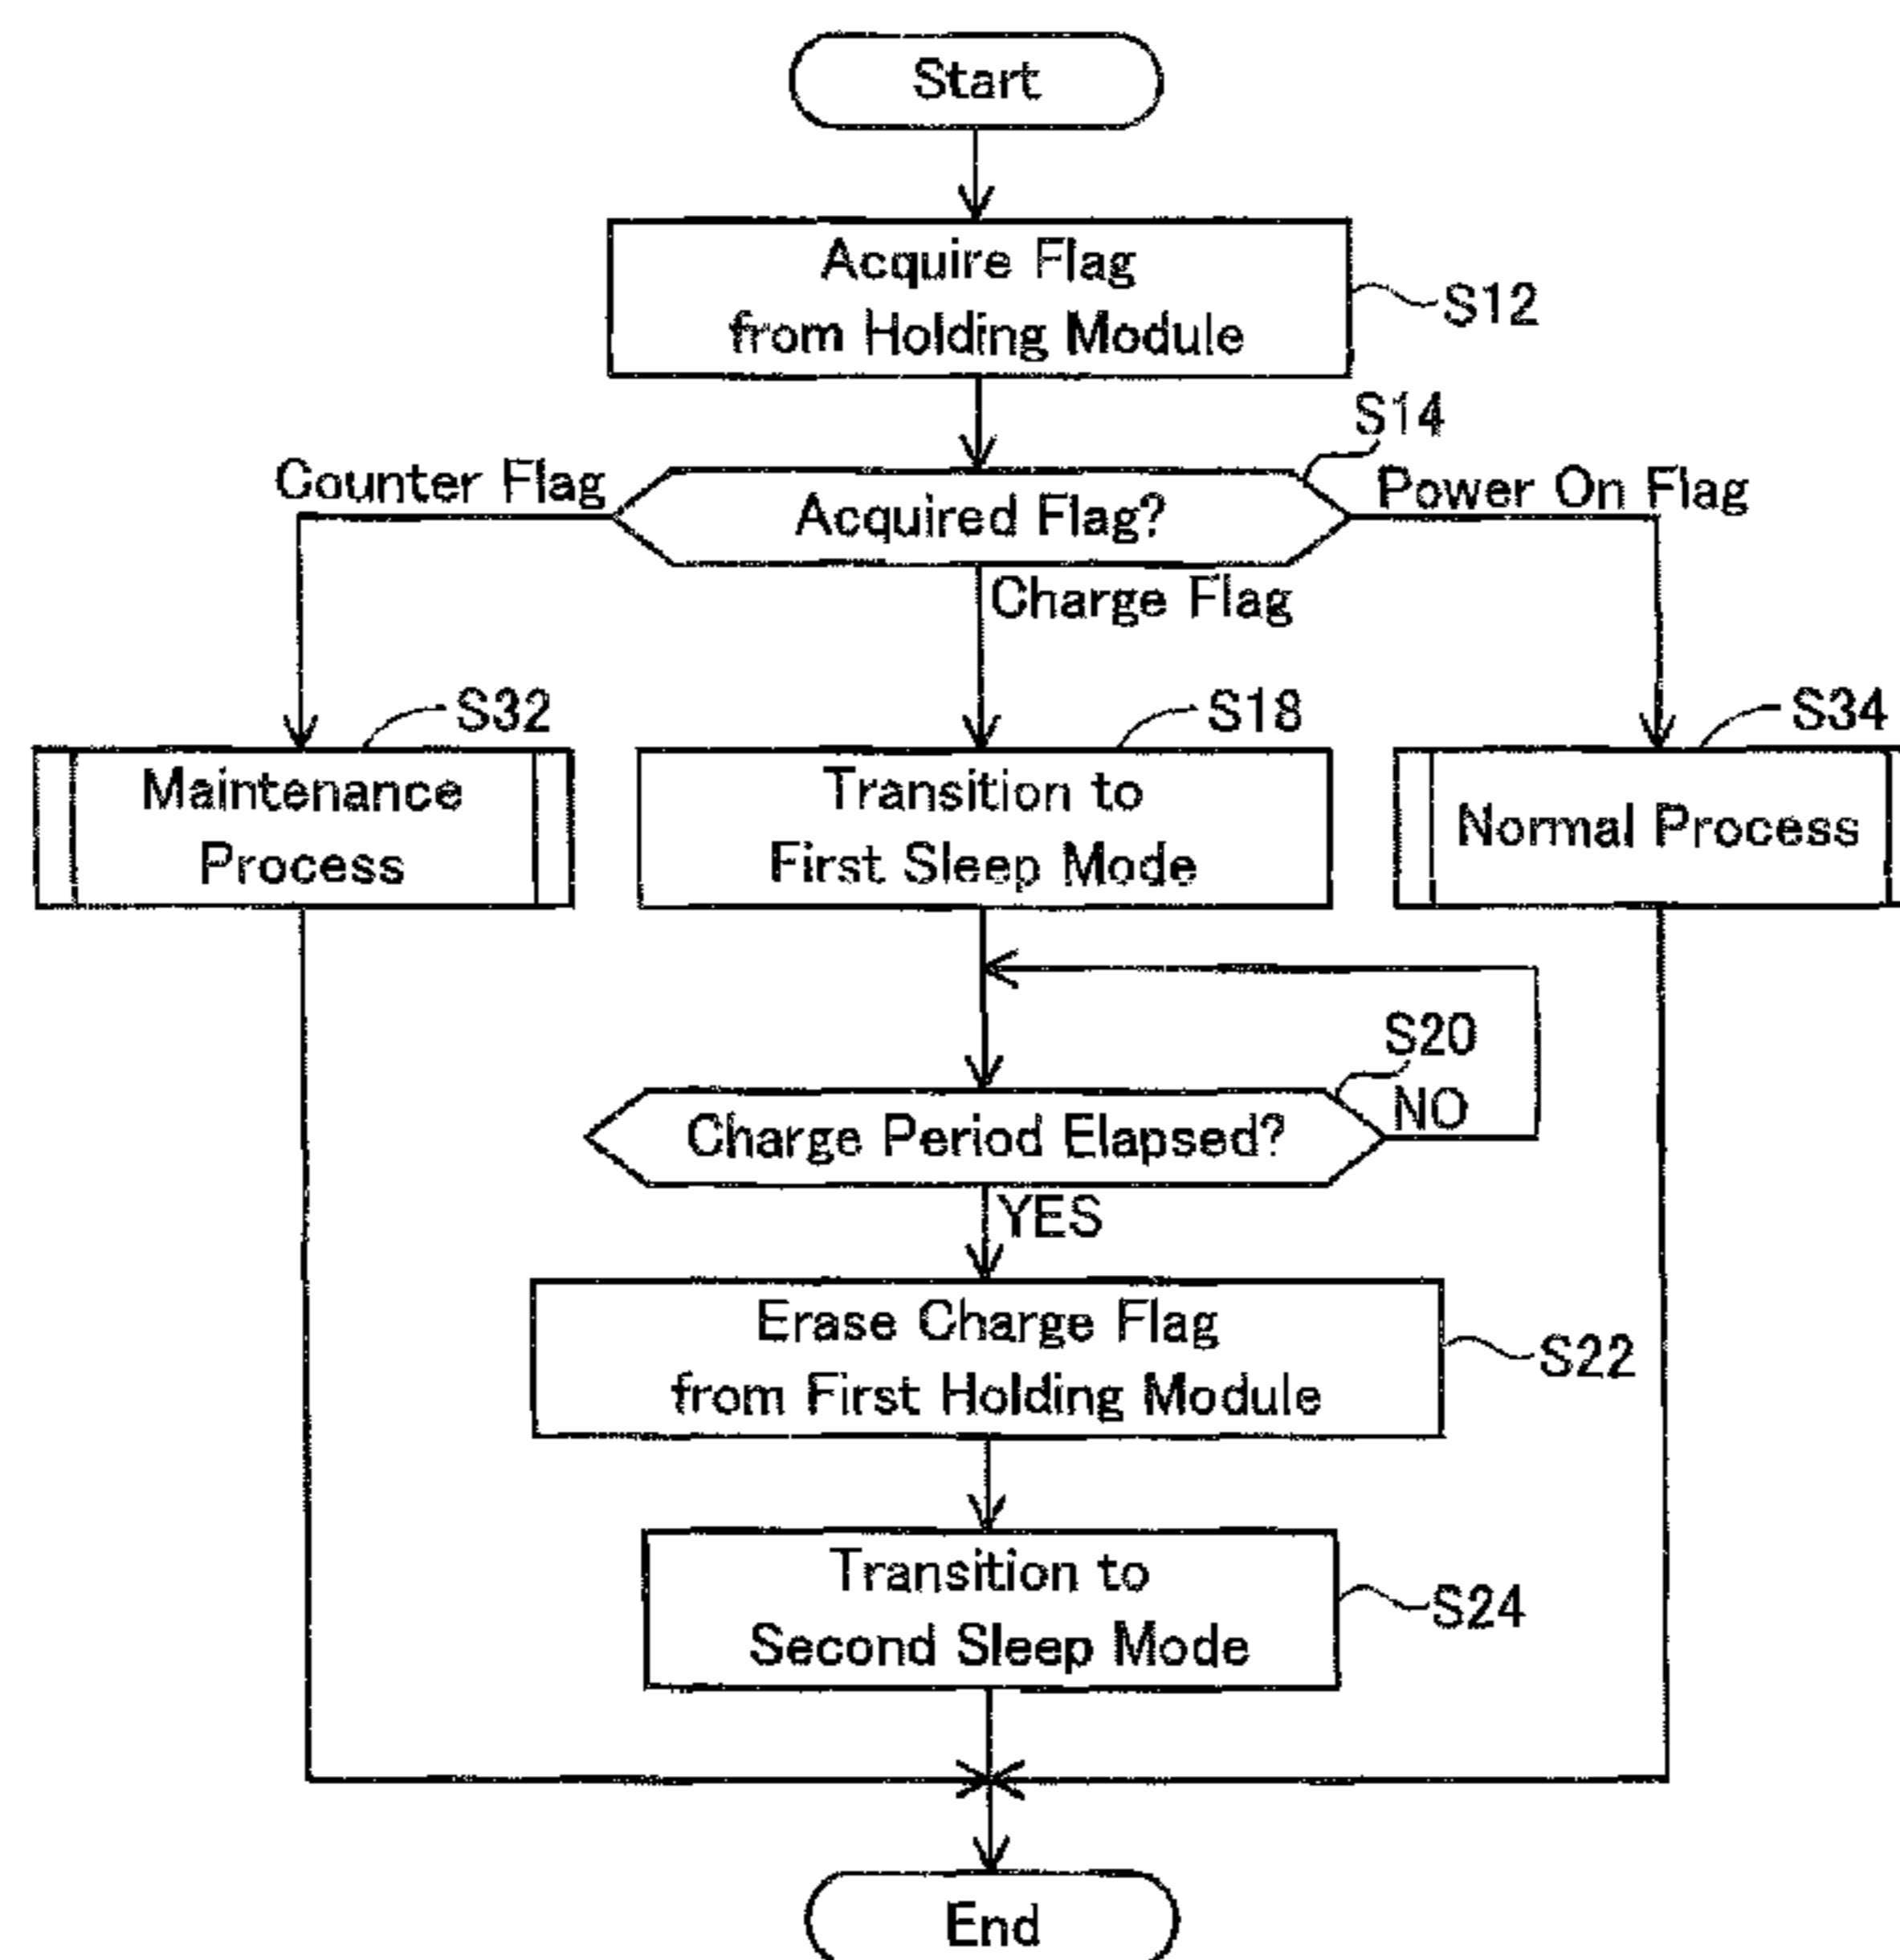 Start
Acquire Flag
from Holding Module
S12
S14
Counter Flag
Acquired Flag?
Power On Flag
Charge Flag
S32
S18
S34
Maintenance
Process
Transition to
First Sleep Mode
Normal Process
S20
NO
Charge Period Elapsed?
YES
Erase Charge Flag
from First Holding Module
S22
Transition to
Second Sleep Mode
S24
End